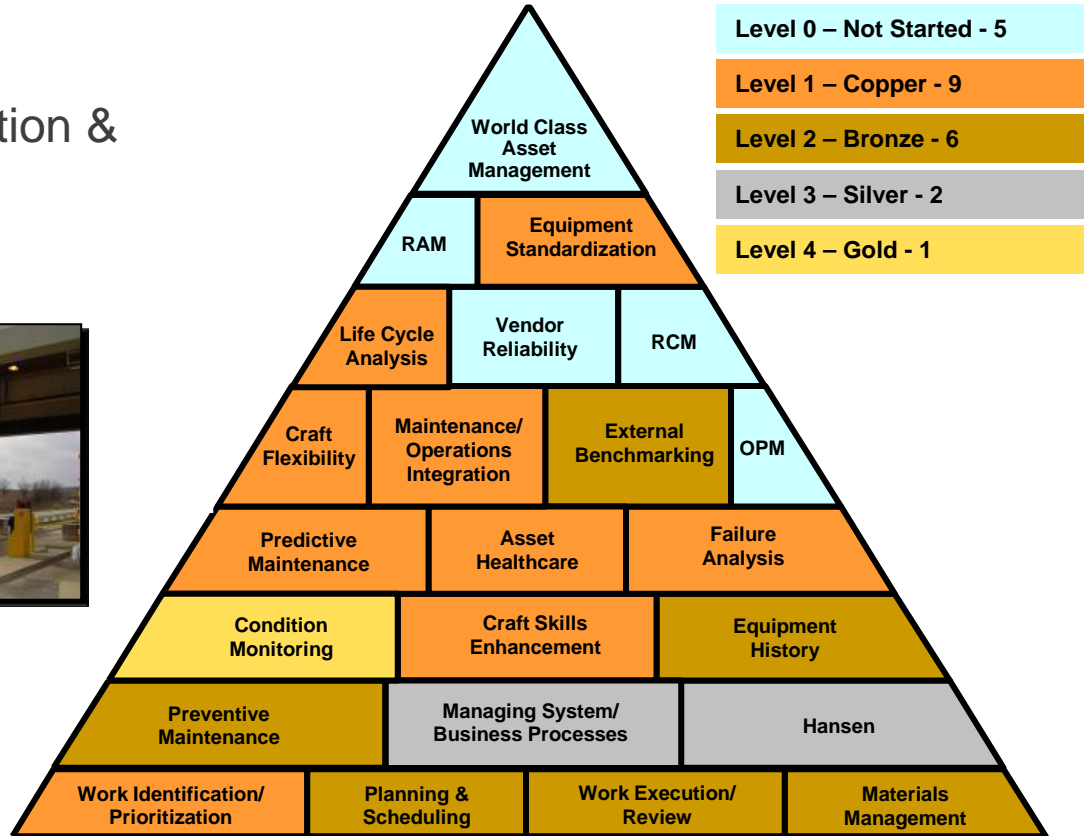 tion &
Level 0 – Not Started - 5
Level 1 – Copper - 9
Level 2 – Bronze - 6
Level 3 – Silver - 2
Level 4 – Gold - 1
World Class
Asset
Management
RAM
Equipment
Standardization
Life Cycle
Analysis
Vendor
Reliability
RCM
Craft
Flexibility
Maintenance/
Operations
Integration
External
Benchmarking
OPM
Predictive
Maintenance
Asset
Healthcare
Failure
Analysis
Condition
Monitoring
Craft Skills
Enhancement
Equipment
History
Preventive
Maintenance
Managing System/
Business Processes
Hansen
Work Identification/
Prioritization
Planning &
Scheduling
Work Execution/
Review
Materials
Management